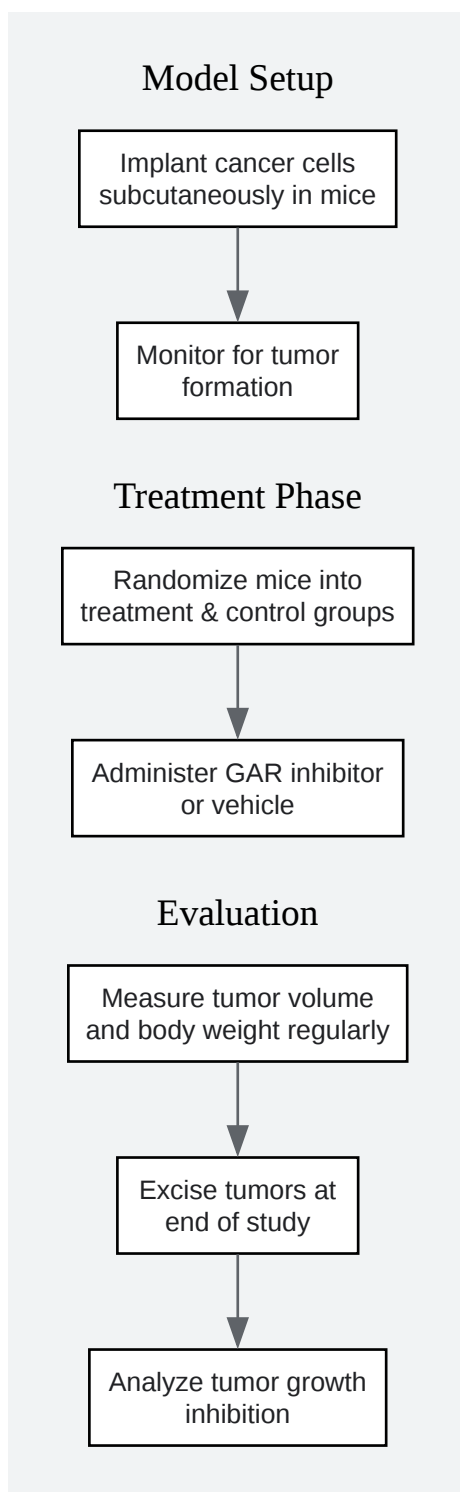 Model Setup
Implant cancer cells
subcutaneously in mice
Monitor for tumor
formation
Treatment Phase
Randomize mice into
treatment & control groups
Administer GAR inhibitor
or vehicle
Evaluation
Measure tumor volume
and body weight regularly
Excise tumors at
end of study
Analyze tumor growth
inhibition